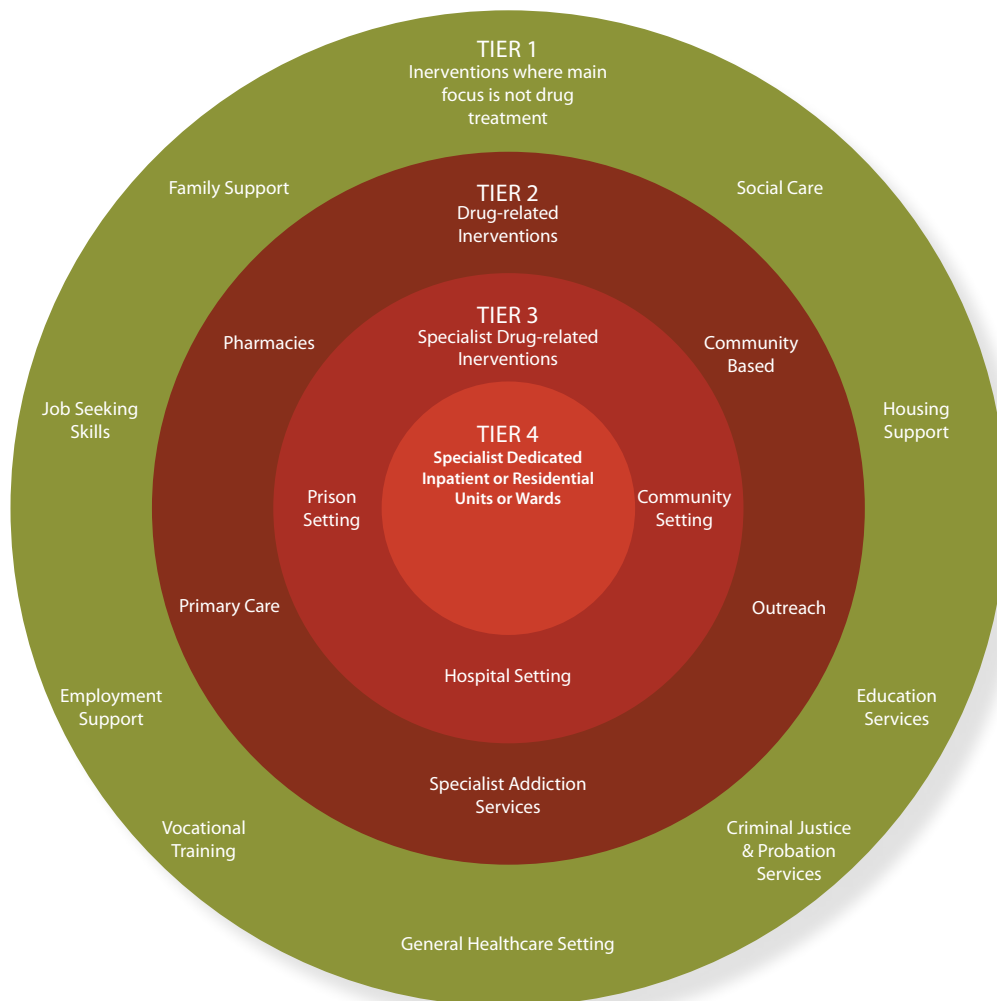 TIER 1
Inerventions where main
focus is not drug
treatment
Family Support
Social Care
TIER 2
Drug-related
Inerventions
TIER 3
Specialist Drug-related
Inerventions
Pharmacies
Community
Based
Job Seeking
Skills
Housing
Support
TIER 4
Specialist Dedicated
Inpatient or Residential
Units or Wards
Prison
Setting
Community
Setting
Primary Care
Outreach
Hospital Setting
Employment
Support
Education
Services
Specialist Addiction
Services
Vocational
Training
Criminal Justice
& Probation
Services
General Healthcare Setting